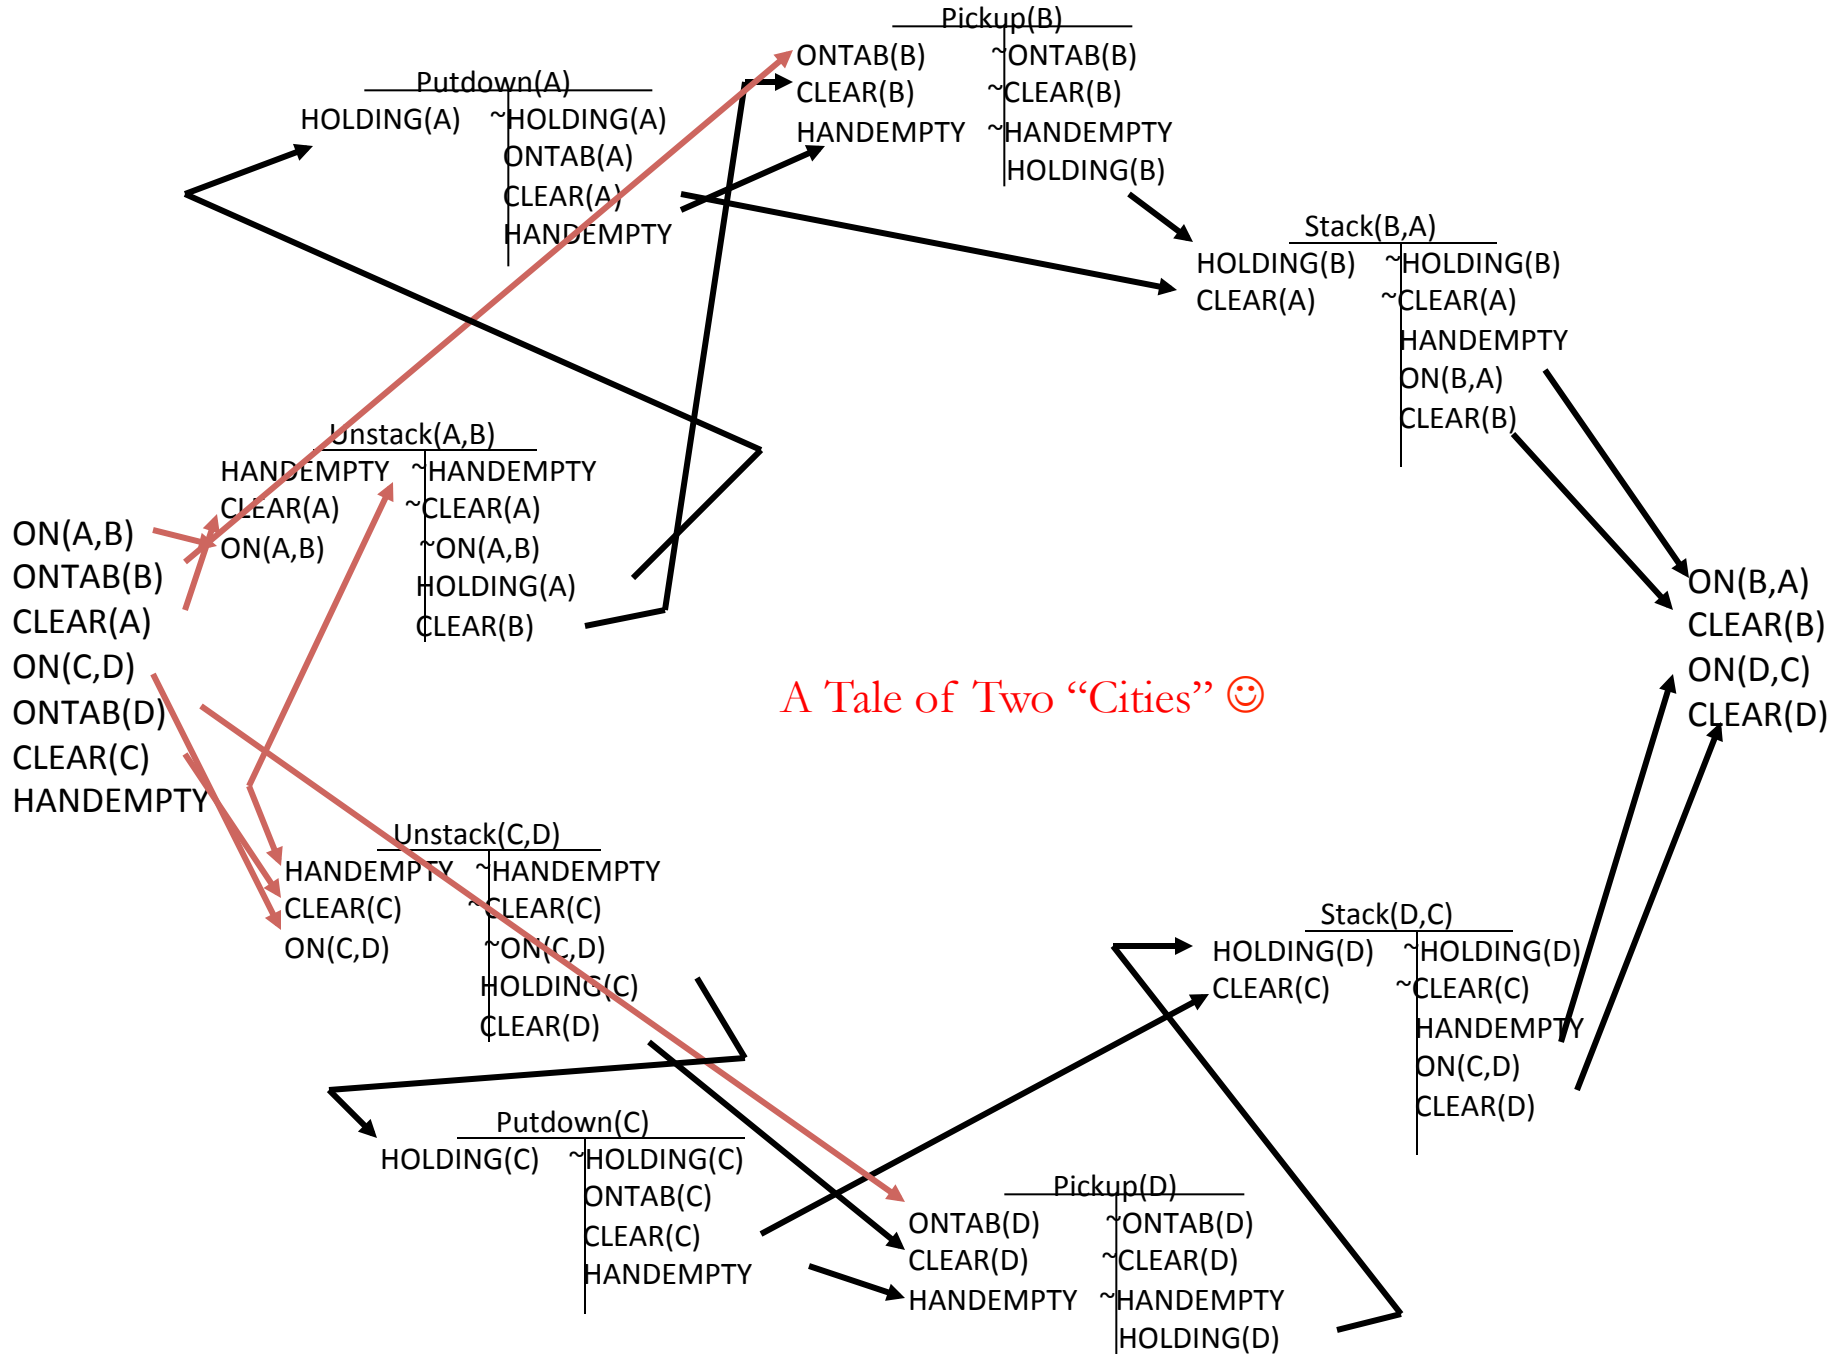 Pickup(B)
ONTAB(B) ~ONTAB(B)
CLEAR(B) ~CLEAR(B)
HANDEMPTY ~HANDEMPTY
HOLDING(B)
Putdown(A)
HOLDING(A) ~HOLDING(A)
ONTAB(A)
CLEAR(A)
HANDEMPTY
Stack(B,A)
HOLDING(B) ~HOLDING(B)
CLEAR(A) ~CLEAR(A)
HANDEMPTY
ON(B,A)
CLEAR(B)
Unstack(A,B)
HANDEMPTY ~HANDEMPTY
CLEAR(A) ~CLEAR(A)
ON(A,B) ~ON(A,B)
HOLDING(A)
CLEAR(B)
ON(A,B)
ONTAB(B)
CLEAR(A)
ON(C,D)
ONTAB(D)
CLEAR(C)
HANDEMPTY
ON(B,A)
CLEAR(B)
ON(D,C)
CLEAR(D)
A Tale of Two “Cities” ☺
Unstack(C,D)
HANDEMPTY ~HANDEMPTY
CLEAR(C) ~CLEAR(C)
ON(C,D) ~ON(C,D)
HOLDING(C)
CLEAR(D)
Stack(D,C)
HOLDING(D) ~HOLDING(D)
CLEAR(C) ~CLEAR(C)
HANDEMPTY
ON(C,D)
CLEAR(D)
Putdown(C)
HOLDING(C) ~HOLDING(C)
ONTAB(C)
CLEAR(C)
HANDEMPTY
Pickup(D)
ONTAB(D) ~ONTAB(D)
CLEAR(D) ~CLEAR(D)
HANDEMPTY ~HANDEMPTY
HOLDING(D)